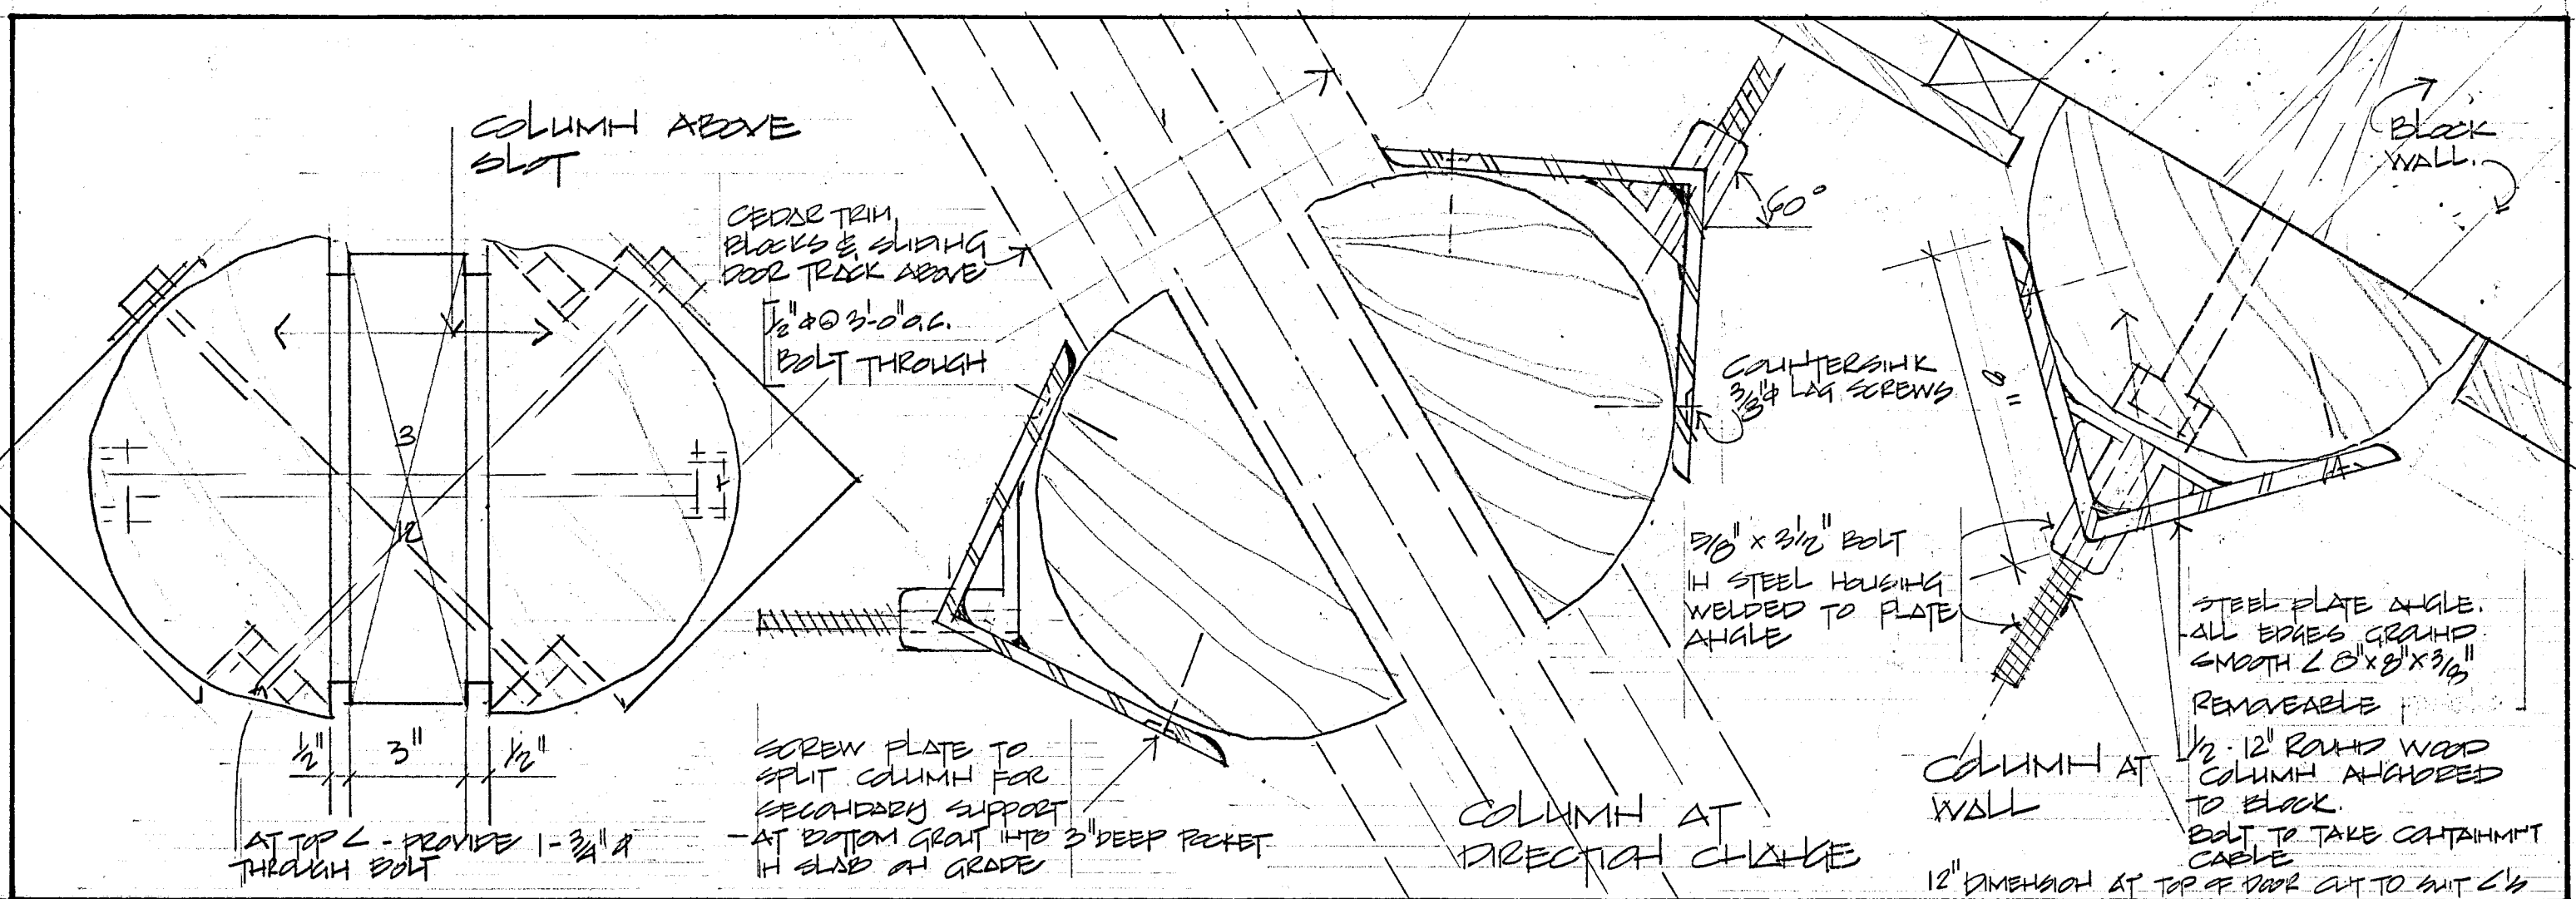 COLUMN ABOVE
SLOT
CEDAR TRIM,
BLOCKS & SLIDING
DOOR TRACK ABOVE
1/2"ϕ @ 3'-0" O.C.
BOLT THROUGH
3
12
1/2"
3"
1/2"
AT TOP ∠ - PROVIDE 1-3/4" ϕ
THROUGH BOLT
SCREW PLATE TO
SPLIT COLUMN FOR
SECONDARY SUPPORT
- AT BOTTOM GROUT INTO 3" DEEP POCKET
IN SLAB ON GRADE
60°
COUNTERSINK
3/8"ϕ LAG SCREWS
COLUMN AT
DIRECTION CHANGE
5/8" x 3 1/2" BOLT
IN STEEL HOUSING
WELDED TO PLATE
ANGLE
8"
BLOCK
WALL.
STEEL PLATE ANGLE.
-ALL EDGES GROUND
SMOOTH ∠ 8"x8"x3/8"
REMOVEABLE
1/2 - 12" ROUND WOOD
COLUMN ANCHORED
TO BLOCK.
BOLT TO TAKE CONTAINMNT
CABLE
COLUMN AT
WALL
12" DIMENSION AT TOP OF DOOR CUT TO SUIT ∠'S